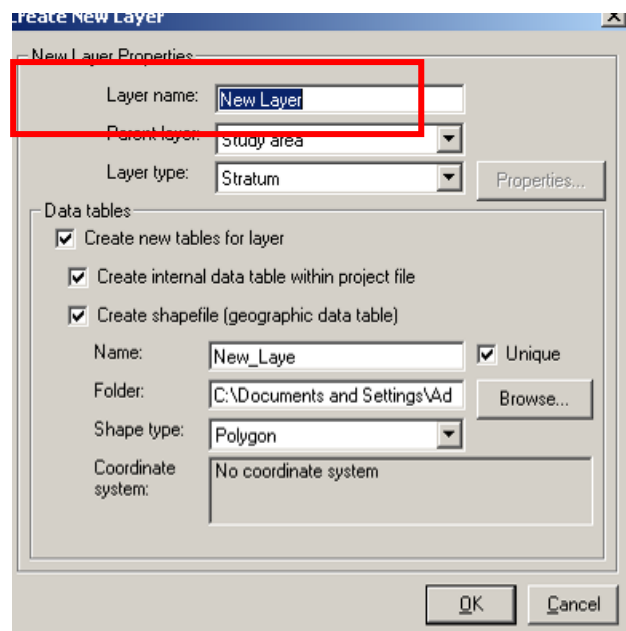 Create New Layer
New Layer Properties
Layer name: New Layer
Parent layer: Study area
Layer type: Stratum Properties...
Data tables
Create new tables for layer
Create internal data table within project file
Create shapefile (geographic data table)
Name: New_Laye Unique
Folder: C:\Documents and Settings\Ad Browse...
Shape type: Polygon
Coordinate system: No coordinate system
OK Cancel